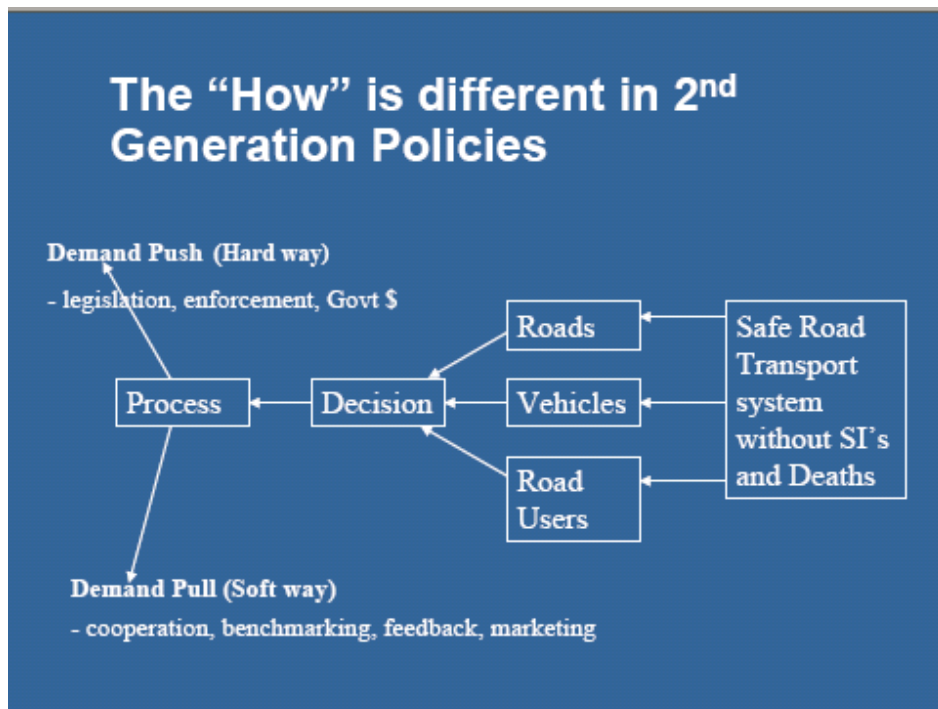 The “How” is different in 2nd
Generation Policies
Demand Push (Hard way)
- legislation, enforcement, Govt $
Process
Decision
Roads
Vehicles
Road
Users
Safe Road
Transport
system
without SI’s
and Deaths
Demand Pull (Soft way)
- cooperation, benchmarking, feedback, marketing